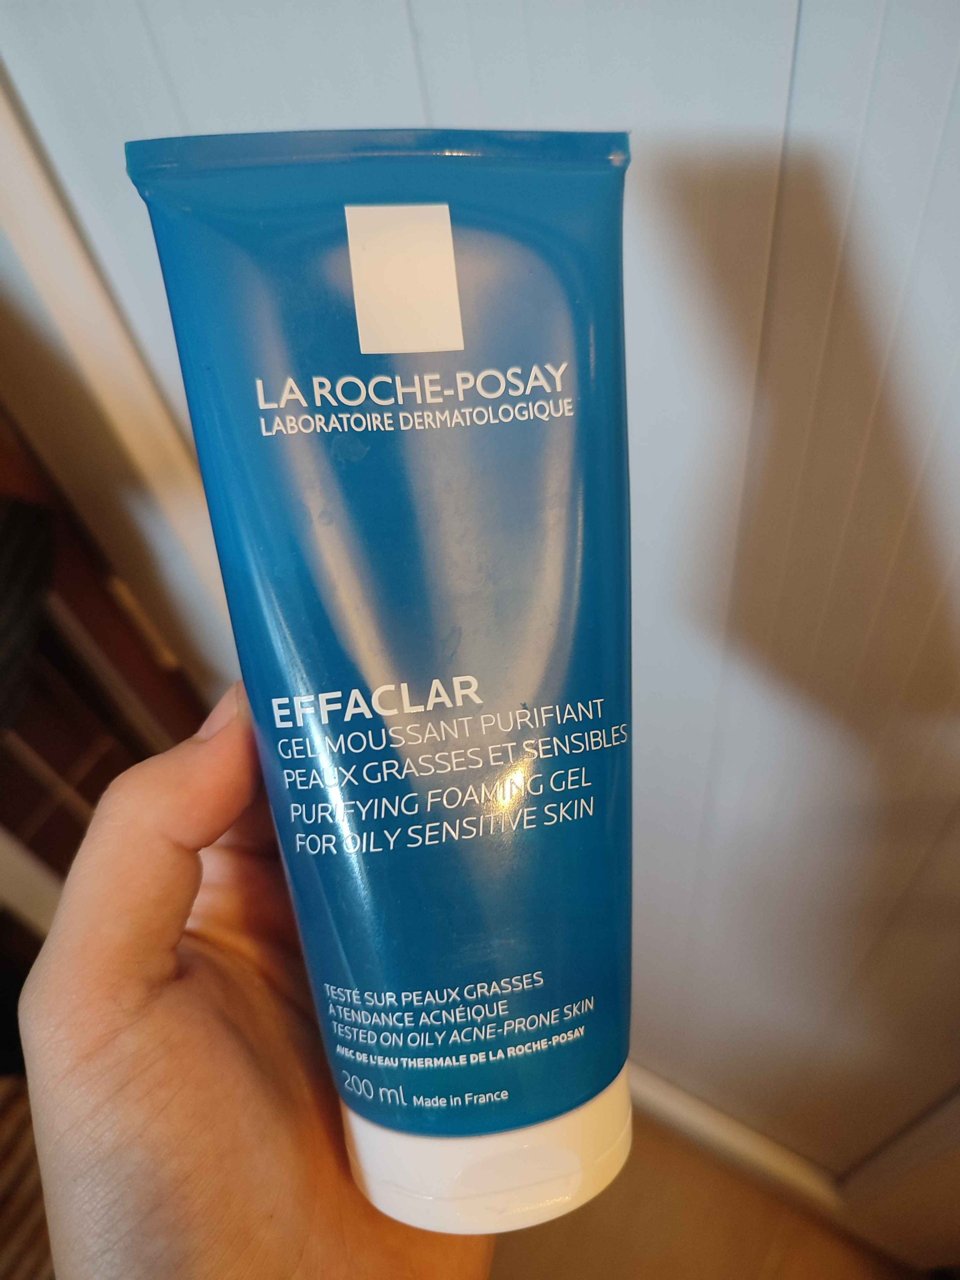 LA ROCHE-POSAY
LABORATOIRE DERMATOLOGIQUE
EFFACLAR
GEL MOUSSANT PURIFIANT
PEAUX GRASSES ET SENSIBLES
PURIFYING FOAMING GEL
FOR OILY SENSITIVE SKIN
TESTÉ SUR PEAUX GRASSES
À TENDANCE ACNÉIQUE
TESTED ON OILY ACNE-PRONE SKIN
AVEC DE L'EAU THERMALE DE LA ROCHE-POSAY
200 ml Made in France